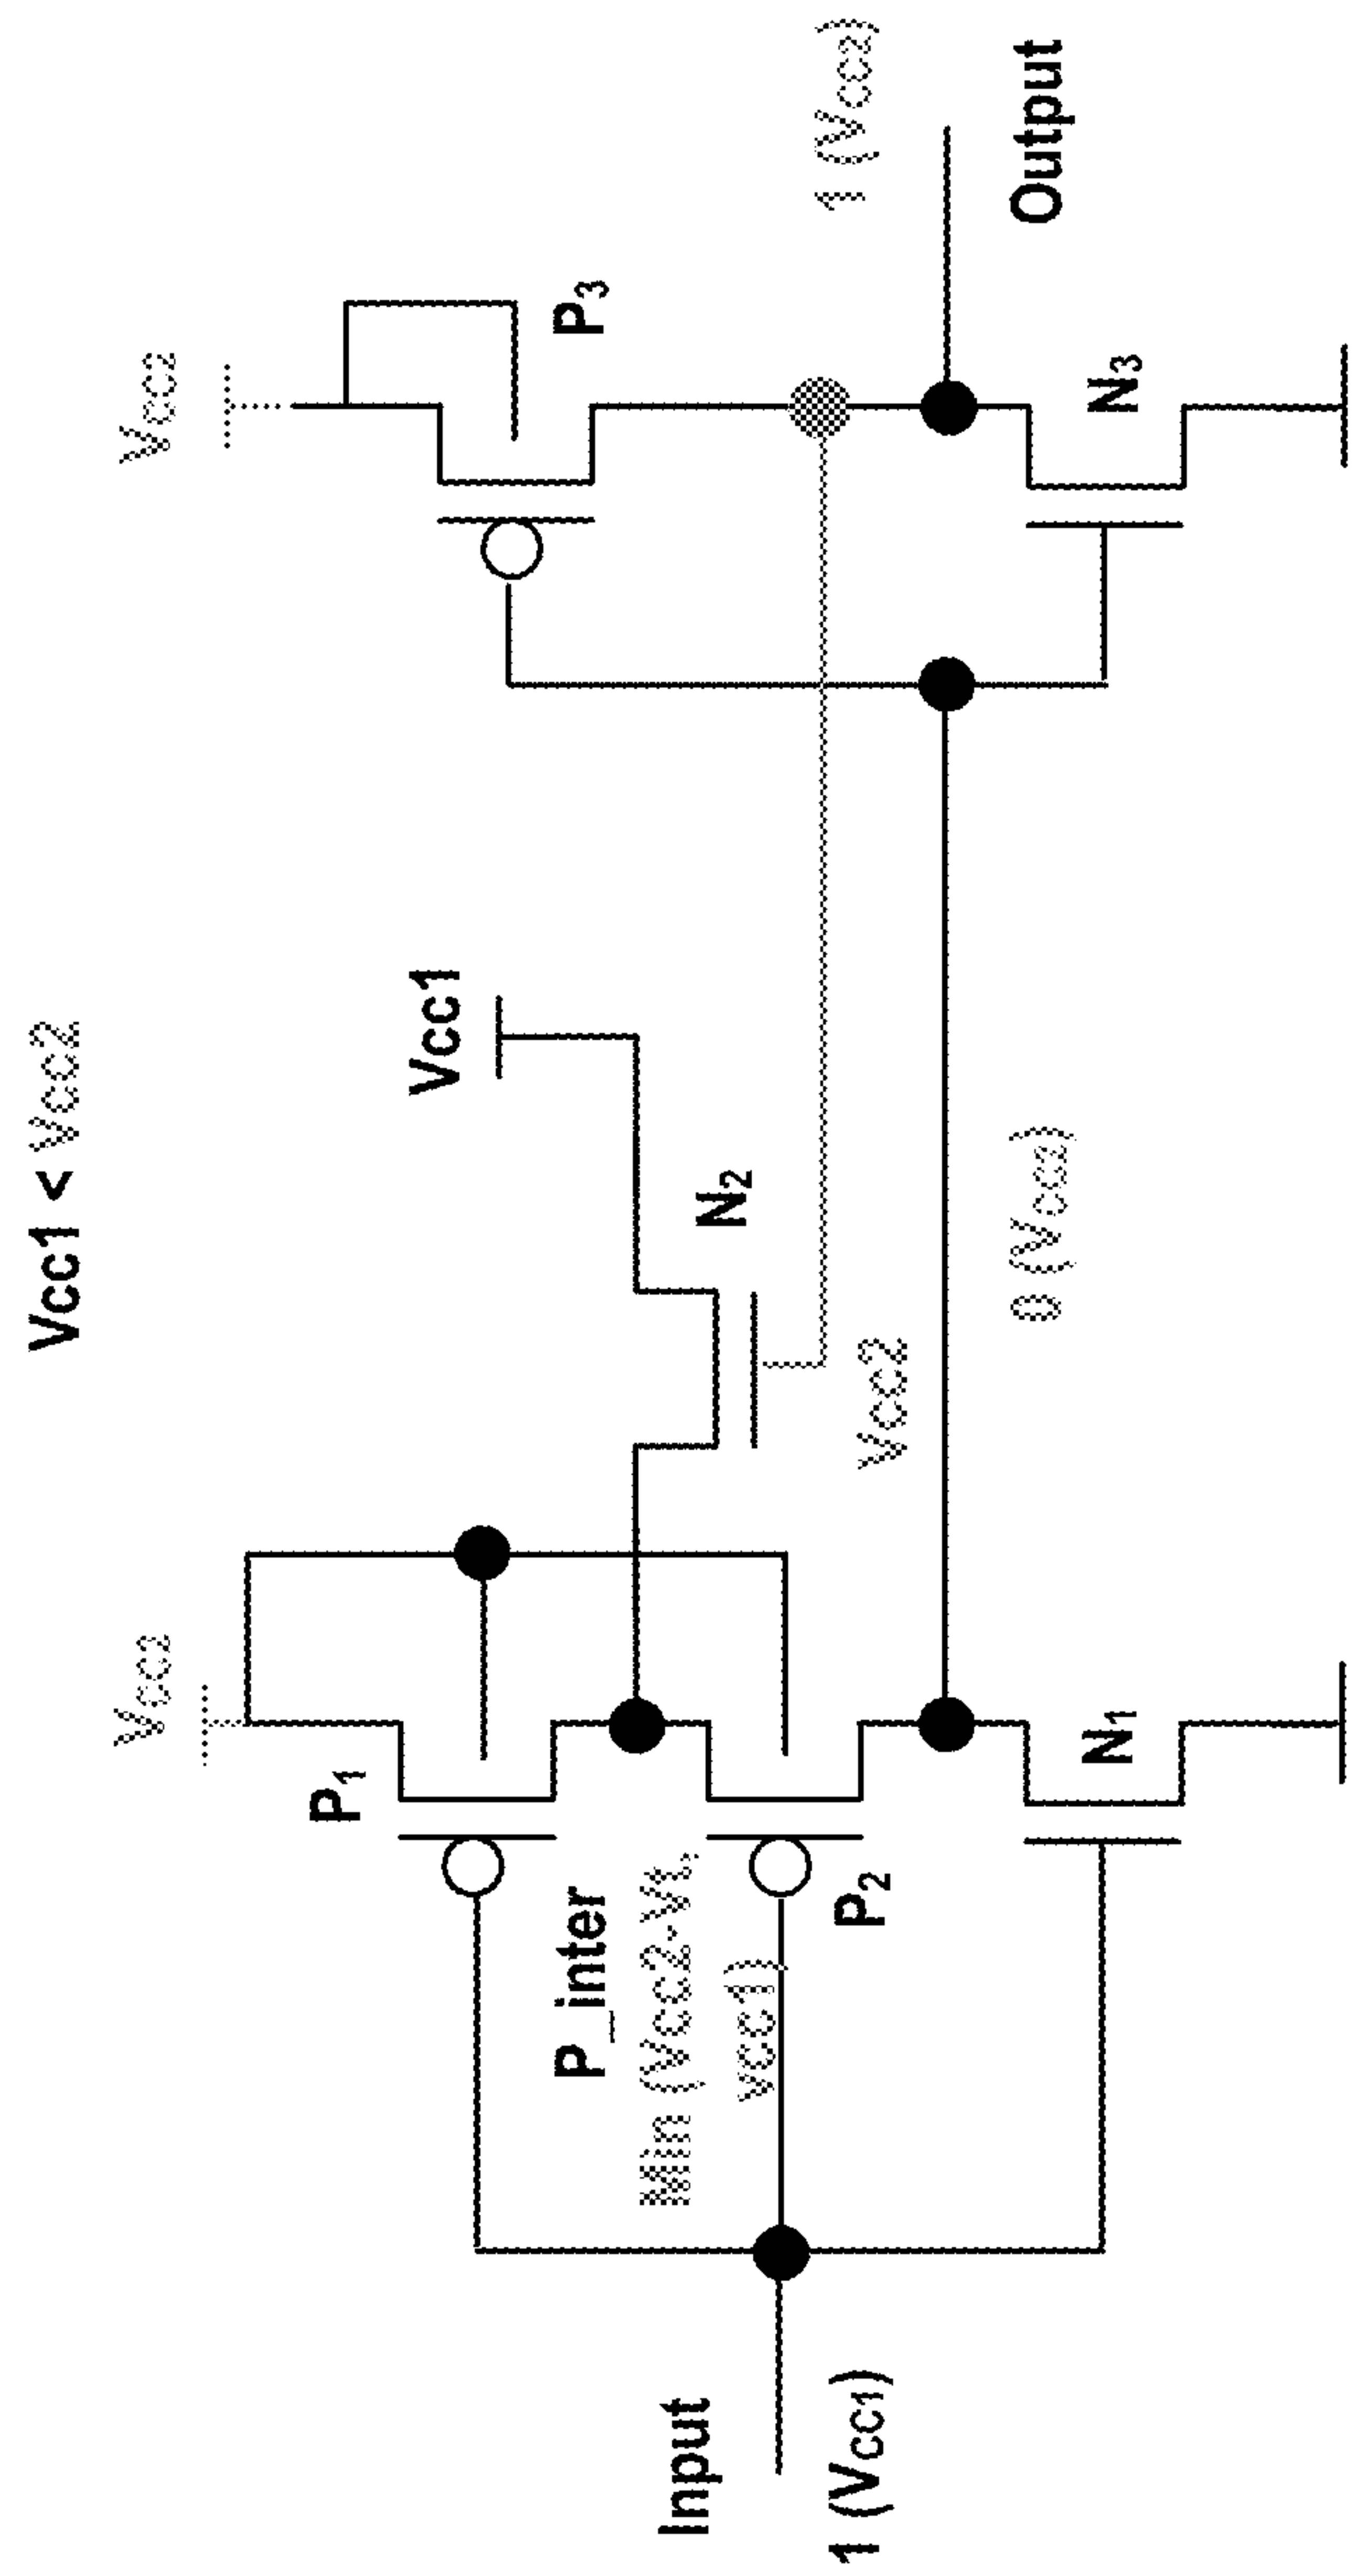 Vcc1 < Vcc2
VCC2
VCC2
P1
Vcc1
P3
P_inter
Min (Vcc2-Vt,
vcc1)
Input
1 (VCC1)
P2
N2
Vcc2
1 (VCC2)
Output
0 (VCC2)
N1
N3